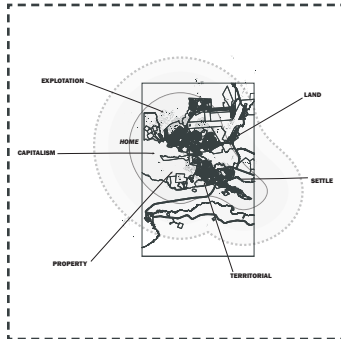 EXPLOTATION
LAND
HOME
CAPITALISM
SETTLE
PROPERTY
TERRITORIAL